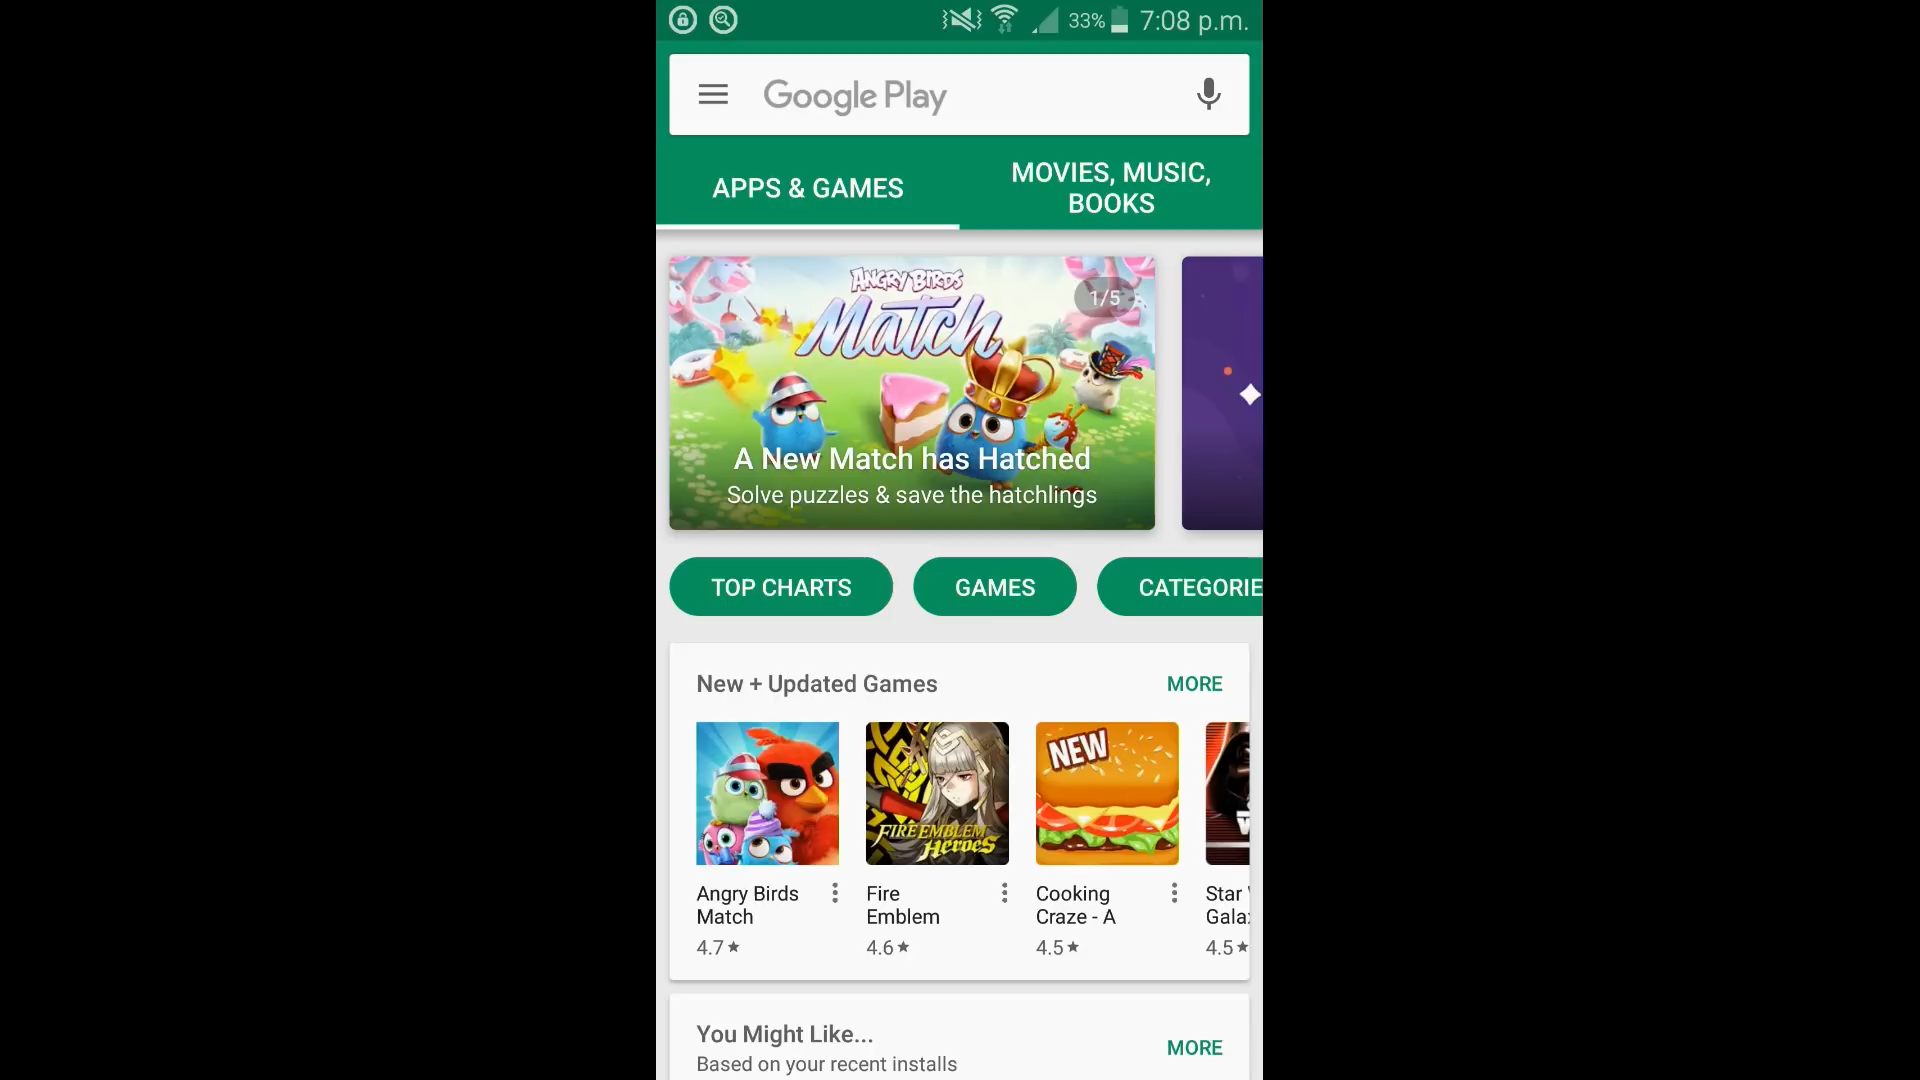 33% 7:08 p.m.
Google Play
APPS & GAMES
MOVIES, MUSIC,
BOOKS
ANGRY BIRDS
Match
1/5
A New Match has Hatched
Solve puzzles & save the hatchlings
TOP CHARTS GAMES CATEGORIE
New + Updated Games MORE
NEW
FIRE EMBLEM
HEROES
Angry Birds
Match
4.7★
Fire
Emblem
4.6★
Cooking
Craze - A
4.5★
Star
Gala
4.5★
You Might Like...
Based on your recent installs
MORE